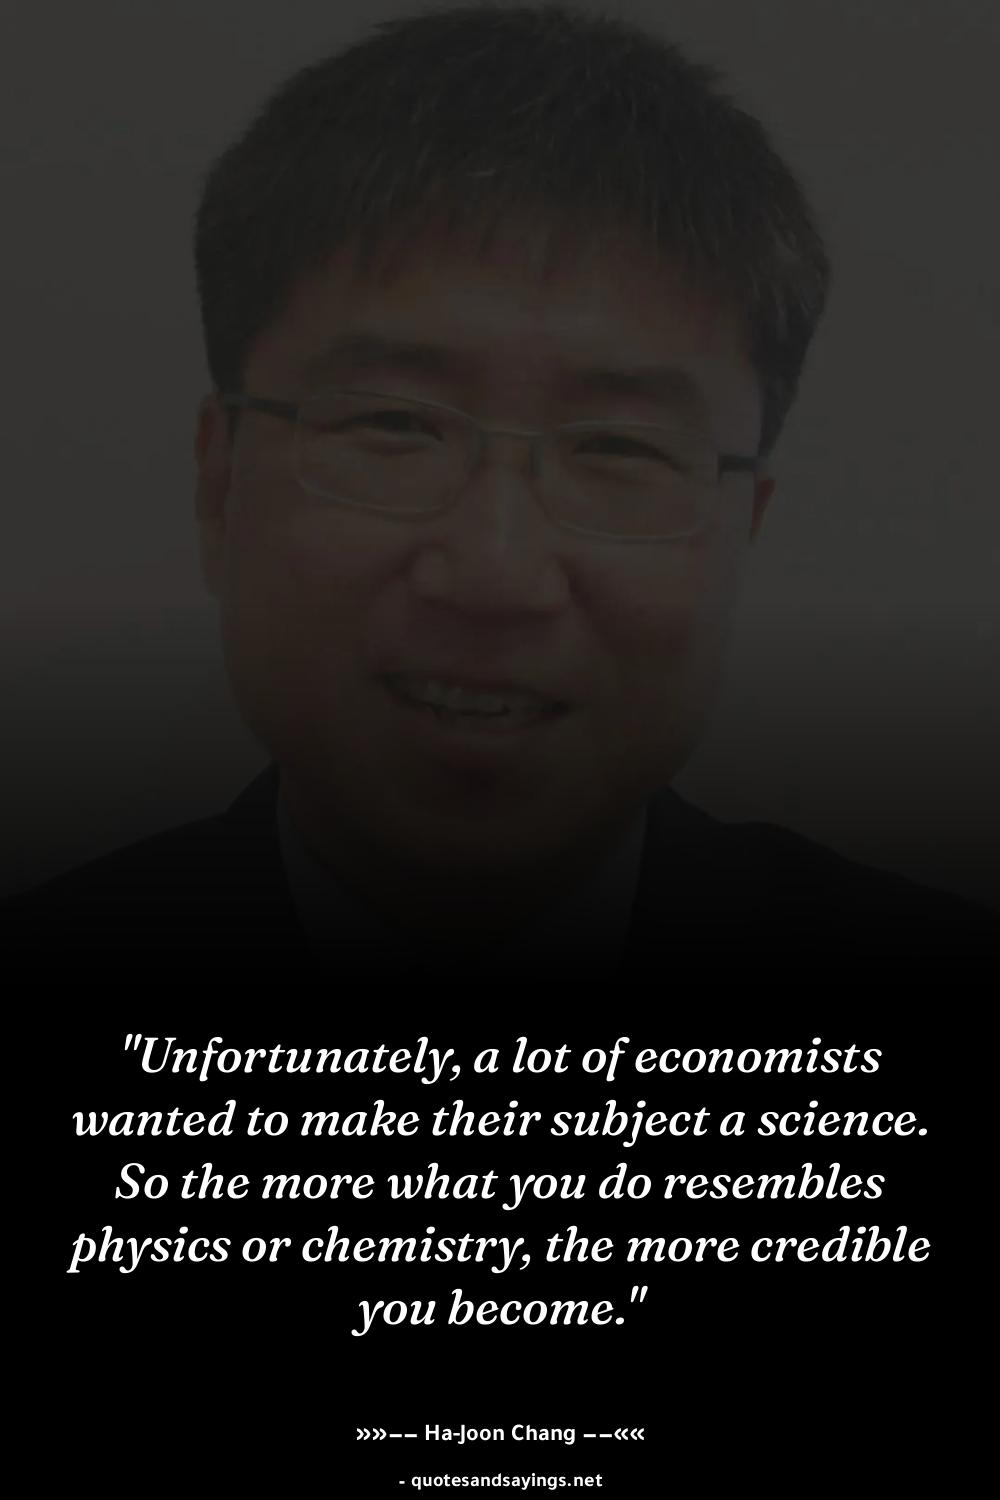 "Unfortunately, a lot of economists
wanted to make their subject a science.
So the more what you do resembles
physics or chemistry, the more credible
you become."
»»–– Ha-Joon Chang ––««
- quotesandsayings.net